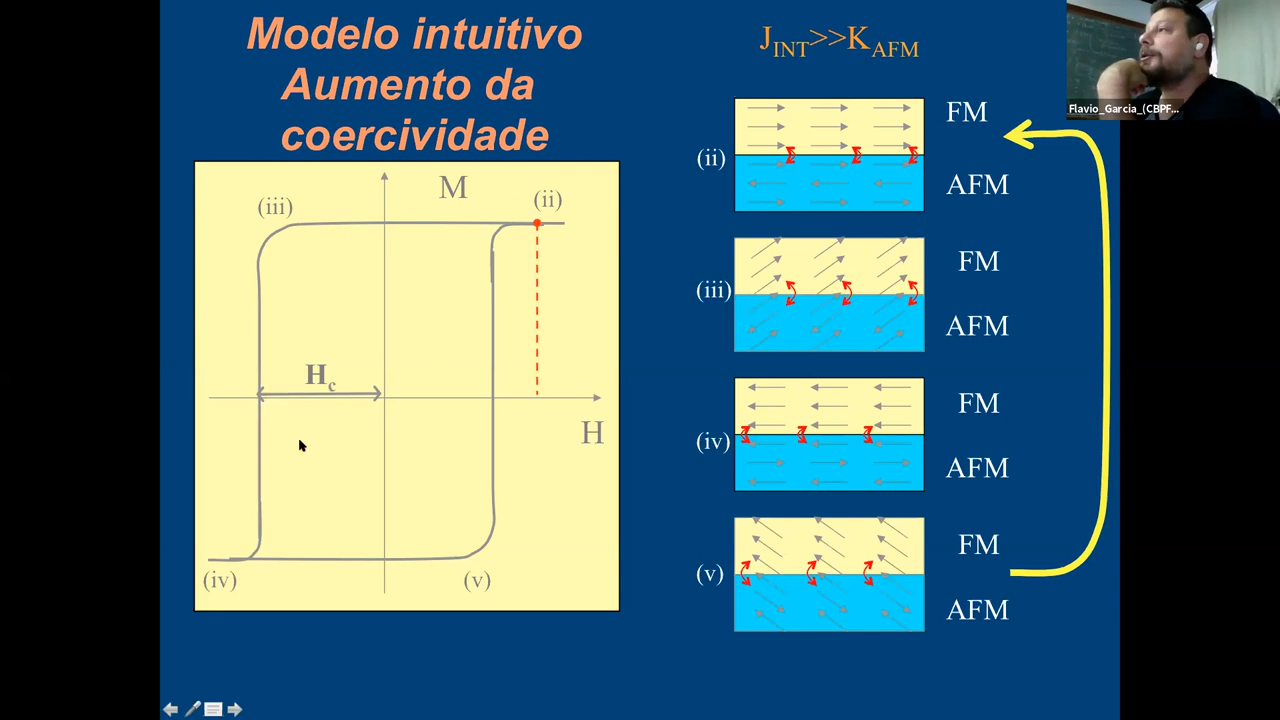 Modelo intuitivo
Aumento da
coercividade
J_INT>>K_AFM
Flavio_Garcia_(CBPF...
M
(ii)
(iii)
H_c
H
(iv)
(v)
(ii)
FM
AFM
(iii)
FM
AFM
(iv)
FM
AFM
(v)
FM
AFM